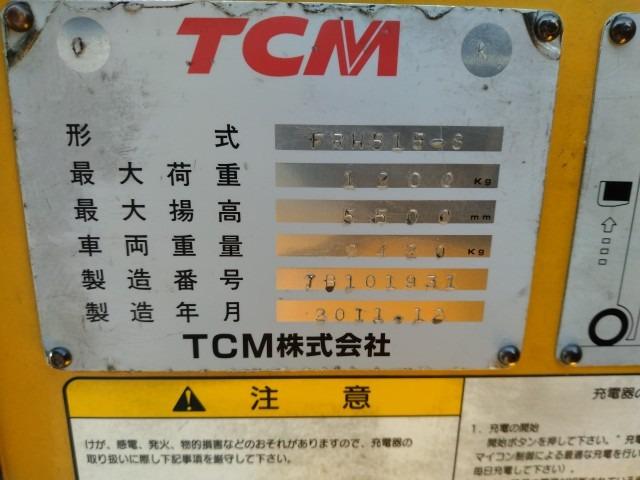 TCM
形 式 FRHS15-8
最大荷重 1200 Kg
最大揚高 5500 mm
車両重量 Kg
製造番号 7B101931
製造年月 2011.12
TCM株式会社
注意
けが、感電、発火、物的損害などのおそれがありますので、充電器の
取り扱いに際し下記事項を厳守して下さい。
充電器の
1. 充電の開始
開始ボタンを押して下さい。
マイコン制御による最適な充電を行い
毎日充電して下さい)。